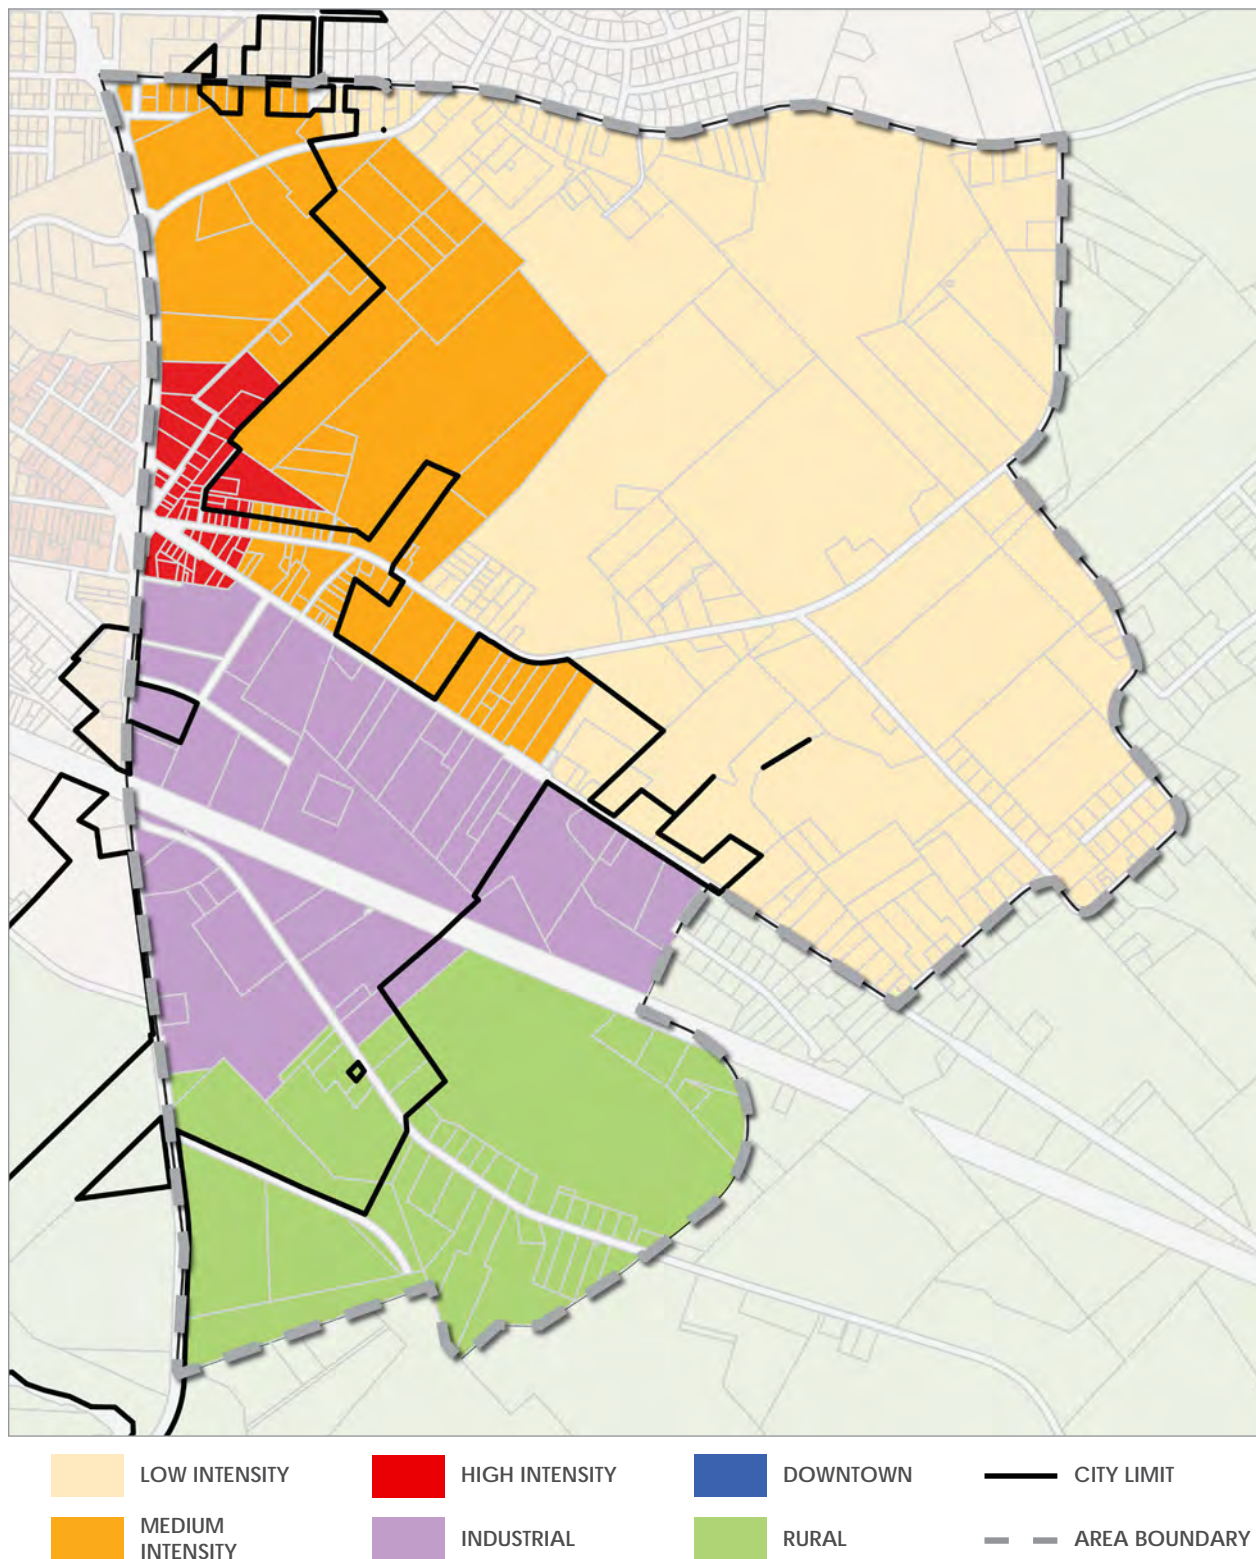 LOW INTENSITY
HIGH INTENSITY
DOWNTOWN
CITY LIMIT
MEDIUM
INTENSITY
INDUSTRIAL
RURAL
AREA BOUNDARY